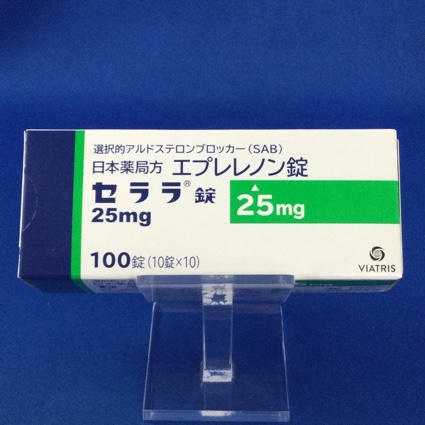 選択的アルドステロンブロッカー(SAB)
日本薬局方 エプレレノン錠
セララ®錠
25mg
25mg
100錠(10錠×10)
VIATRIS